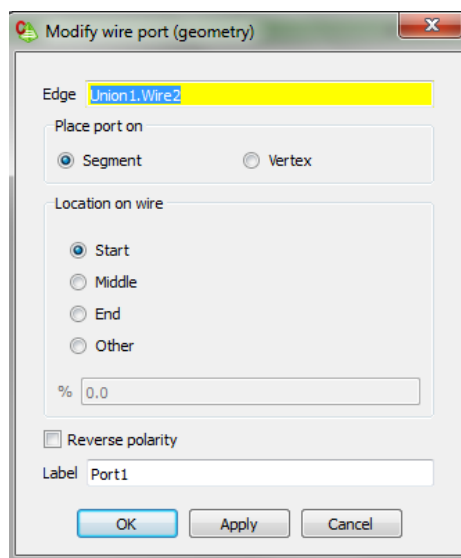 Modify wire port (geometry)
Edge Union1.Wire2
Place port on
Segment Vertex
Location on wire
Start
Middle
End
Other
% 0.0
Reverse polarity
Label Port1
OK Apply Cancel